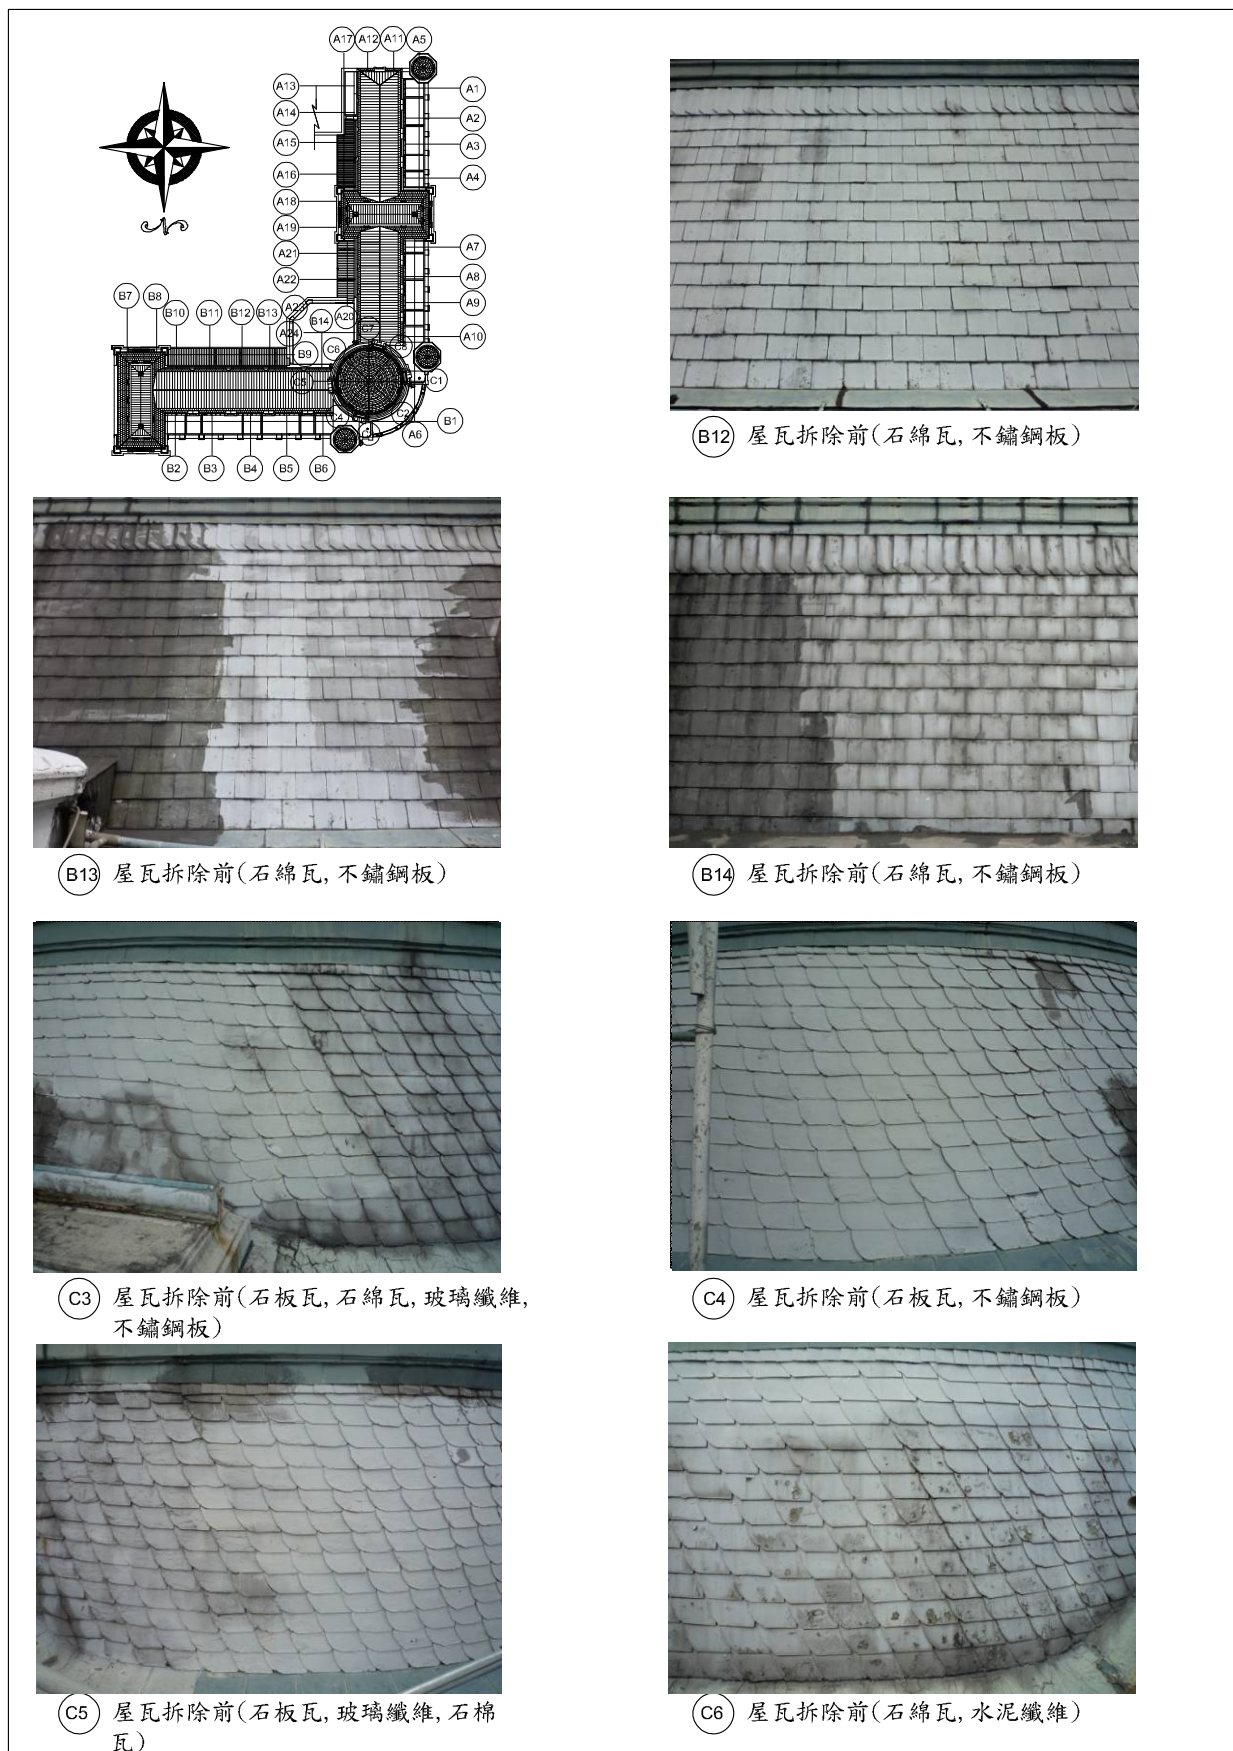 A17 A12 A11 A5
A13
A1
A14
A2
A15
A3
A16
A4
A18
A19
A21
A7
A22
A8
B7 B8 B10 B11 B12 B13 A23
A9
B14 A20
A24 C7
A10
B9 C6 C8
C5
C1
C4 C2
B1
A6
B2 B3 B4 B5 B6
B12 屋瓦拆除前(石綿瓦, 不鏽鋼板)
B13 屋瓦拆除前(石綿瓦, 不鏽鋼板)
B14 屋瓦拆除前(石綿瓦, 不鏽鋼板)
C3 屋瓦拆除前(石板瓦, 石綿瓦, 玻璃纖維,
不鏽鋼板)
C4 屋瓦拆除前(石板瓦, 不鏽鋼板)
C5 屋瓦拆除前(石板瓦, 玻璃纖維, 石棉
瓦)
C6 屋瓦拆除前(石綿瓦, 水泥纖維)